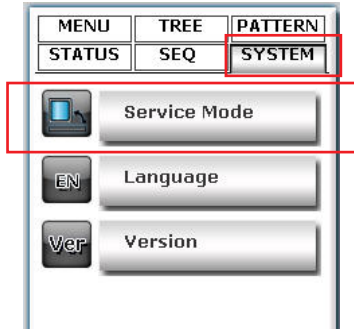 MENU TREE PATTERN
STATUS SEQ SYSTEM
Service Mode
EN Language
Ver Version